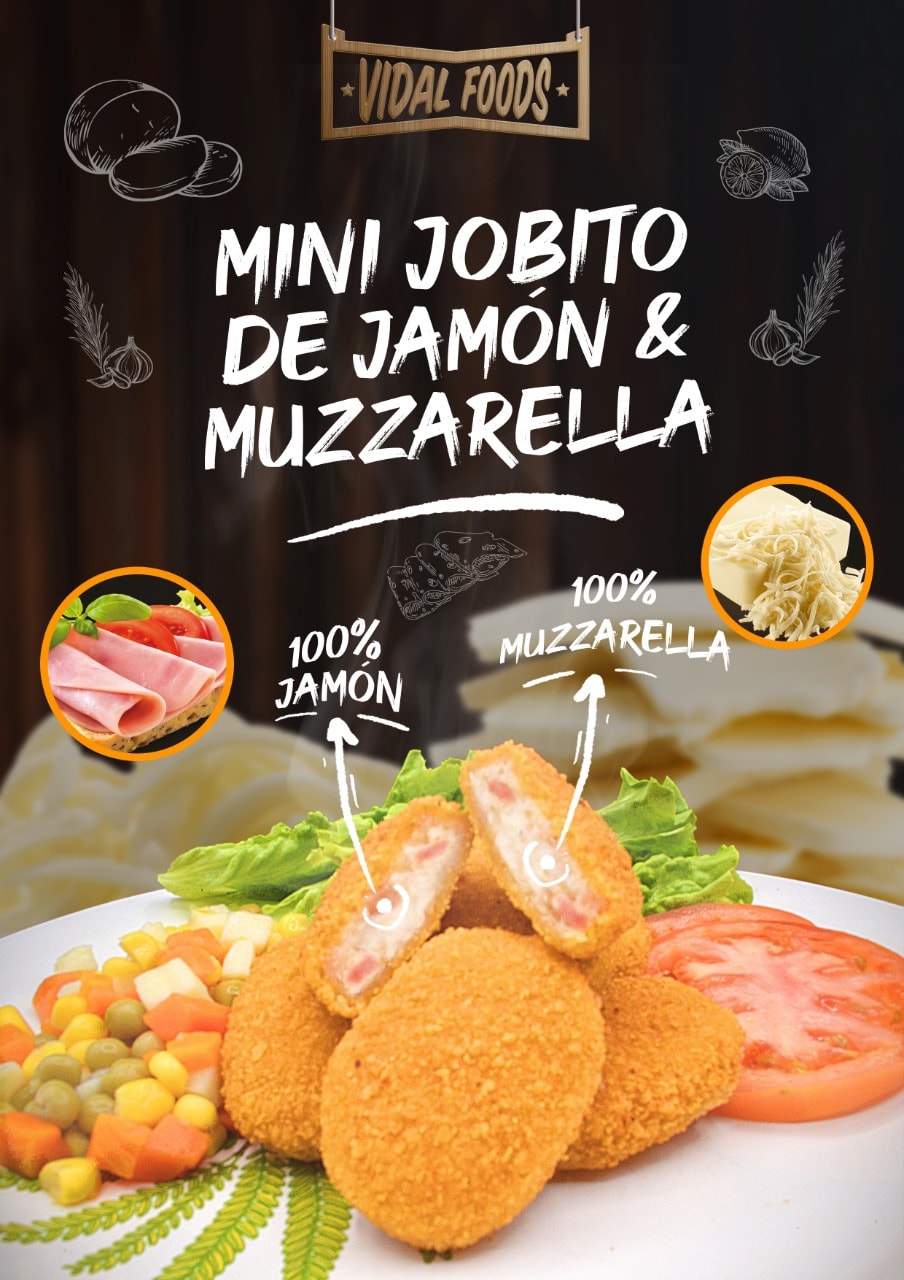 VIDAL FOODS
MINI JOBITO
DE JAMÓN &
MUZZARELLA
100%
MUZZARELLA
100%
JAMÓN